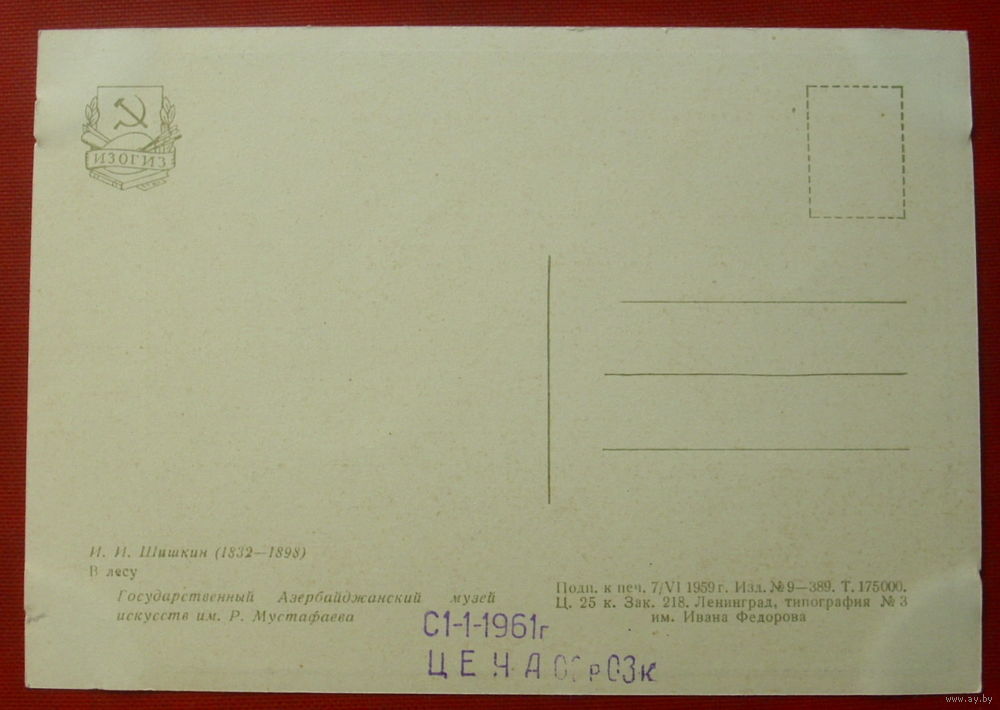 ИЗОГИЗ
И. И. Шишкин (1832—1898)
В лесу
Государственный Азербайджанский музей
искусств им. Р. Мустафаева
Подп. к печ. 7/VI 1959 г. Изд. № 9—389. Т. 175000.
Ц. 25 к. Зак. 218. Ленинград, типография № 3
им. Ивана Федорова
С1-1-1961г
ЦЕНА 03к
www.ay.by